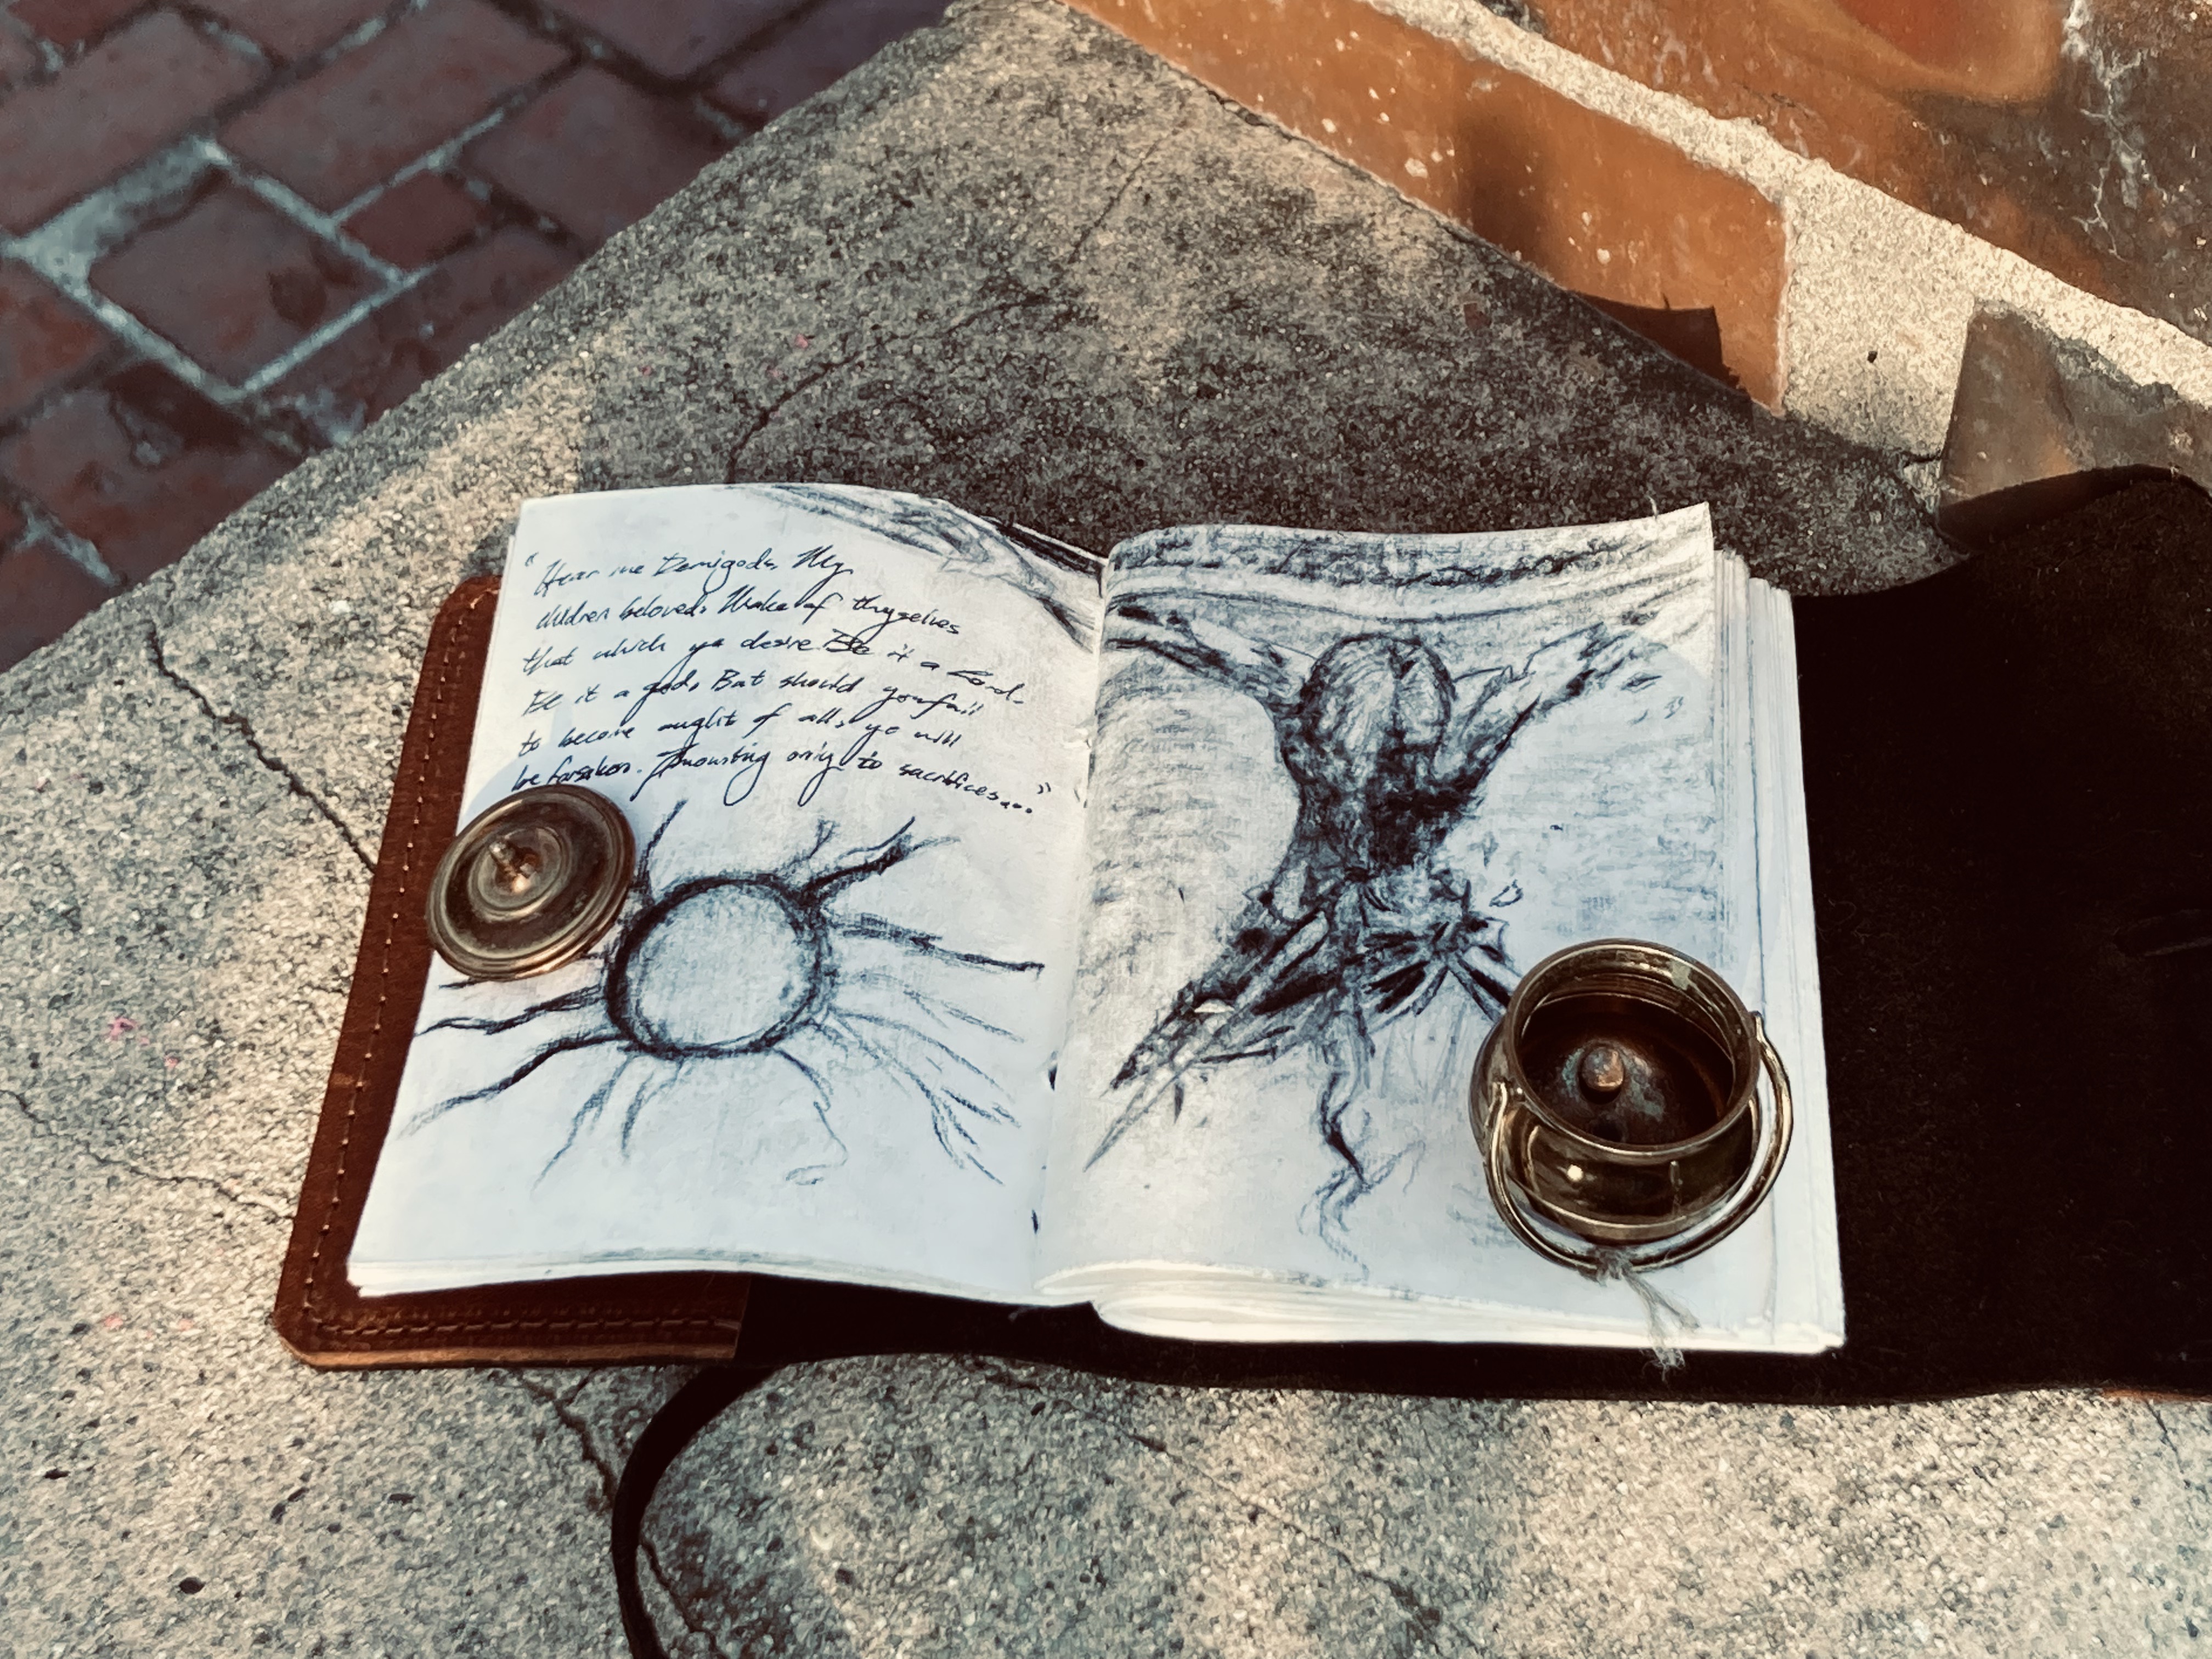 "Hear me Demigods, My
children beloved. Make of thyselves
that which ye desire. Be it a Lord.
Be it a god. But should you fail
to become aught of all, ye will
be forsaken. Amounting only to sacrifices..."